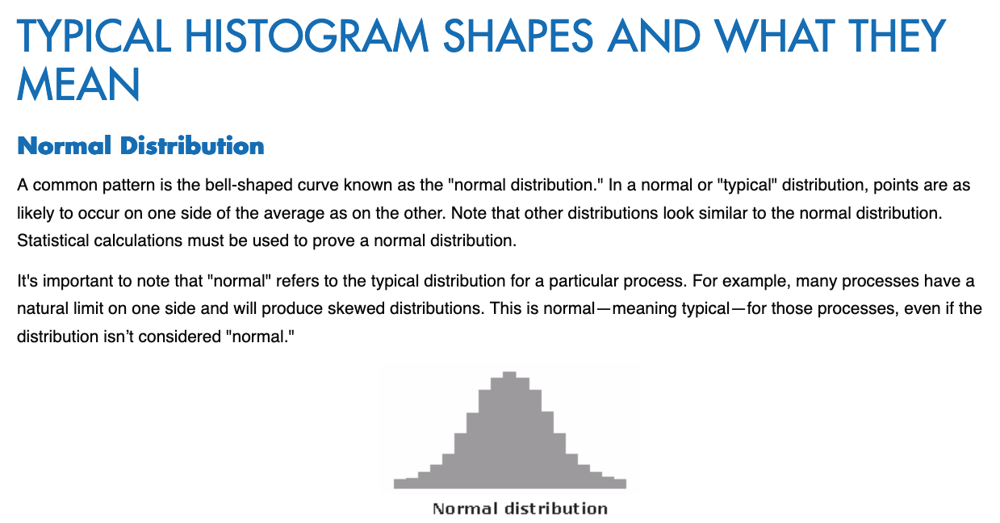 TYPICAL HISTOGRAM SHAPES AND WHAT THEY
MEAN
Normal Distribution
A common pattern is the bell-shaped curve known as the "normal distribution." In a normal or "typical" distribution, points are as
likely to occur on one side of the average as on the other. Note that other distributions look similar to the normal distribution.
Statistical calculations must be used to prove a normal distribution.
It's important to note that "normal" refers to the typical distribution for a particular process. For example, many processes have a
natural limit on one side and will produce skewed distributions. This is normal—meaning typical—for those processes, even if the
distribution isn’t considered "normal."
Normal distribution